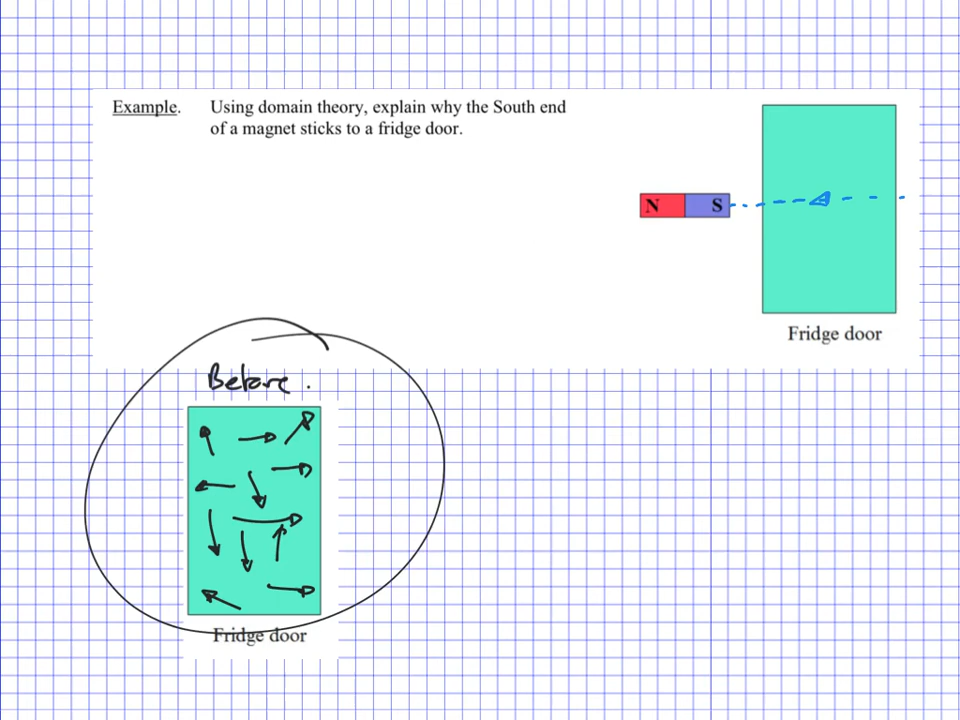 Example. Using domain theory, explain why the South end
of a magnet sticks to a fridge door.
N S
Fridge door
Before.
Fridge door